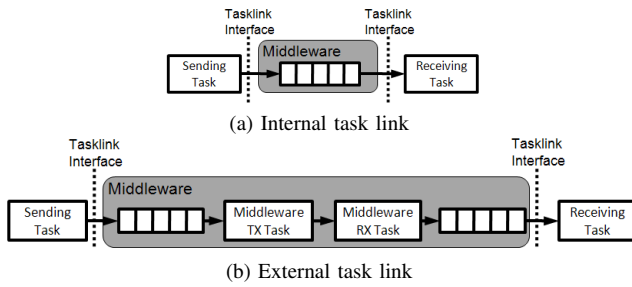 Tasklink
Interface
Tasklink
Interface
Middleware
Sending
Task
Receiving
Task
(a) Internal task link
Tasklink
Interface
Tasklink
Interface
Middleware
Sending
Task
Middleware
TX Task
Middleware
RX Task
Receiving
Task
(b) External task link